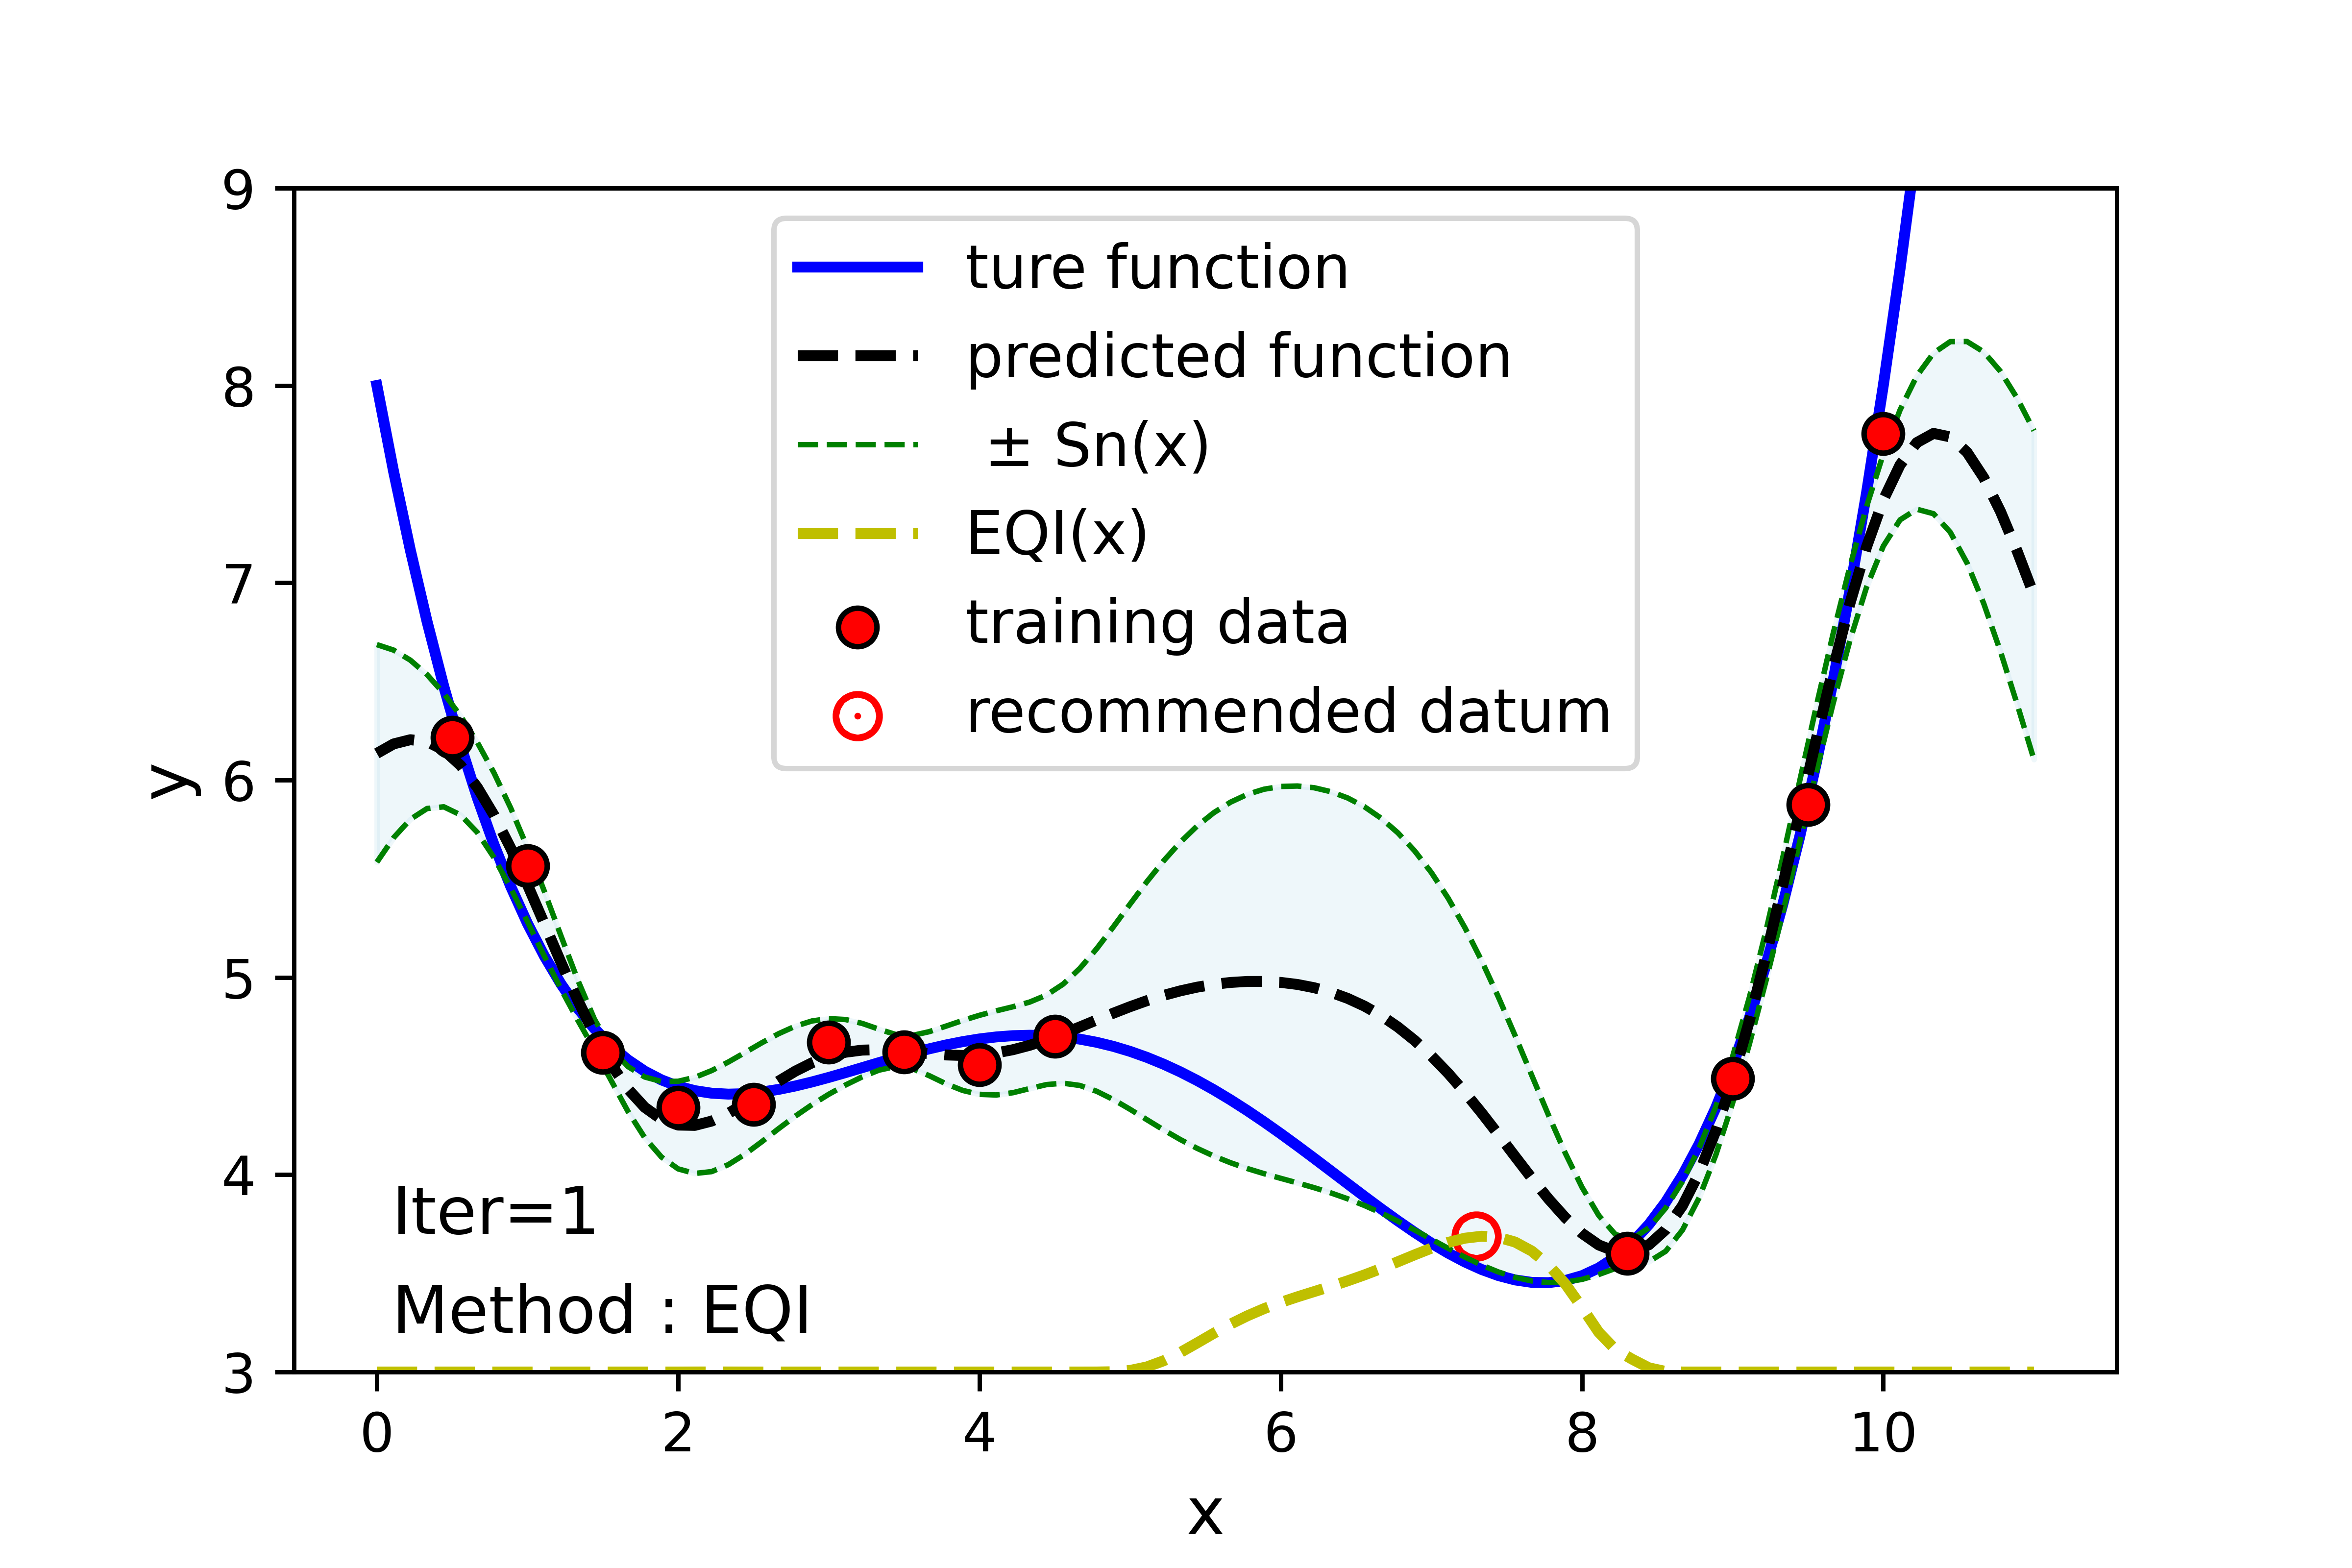 9
8
7
6
5
4
3
y
ture function
predicted function
± Sn(x)
EQI(x)
training data
recommended datum
Iter=1
Method : EQI
0 2 4 6 8 10
x